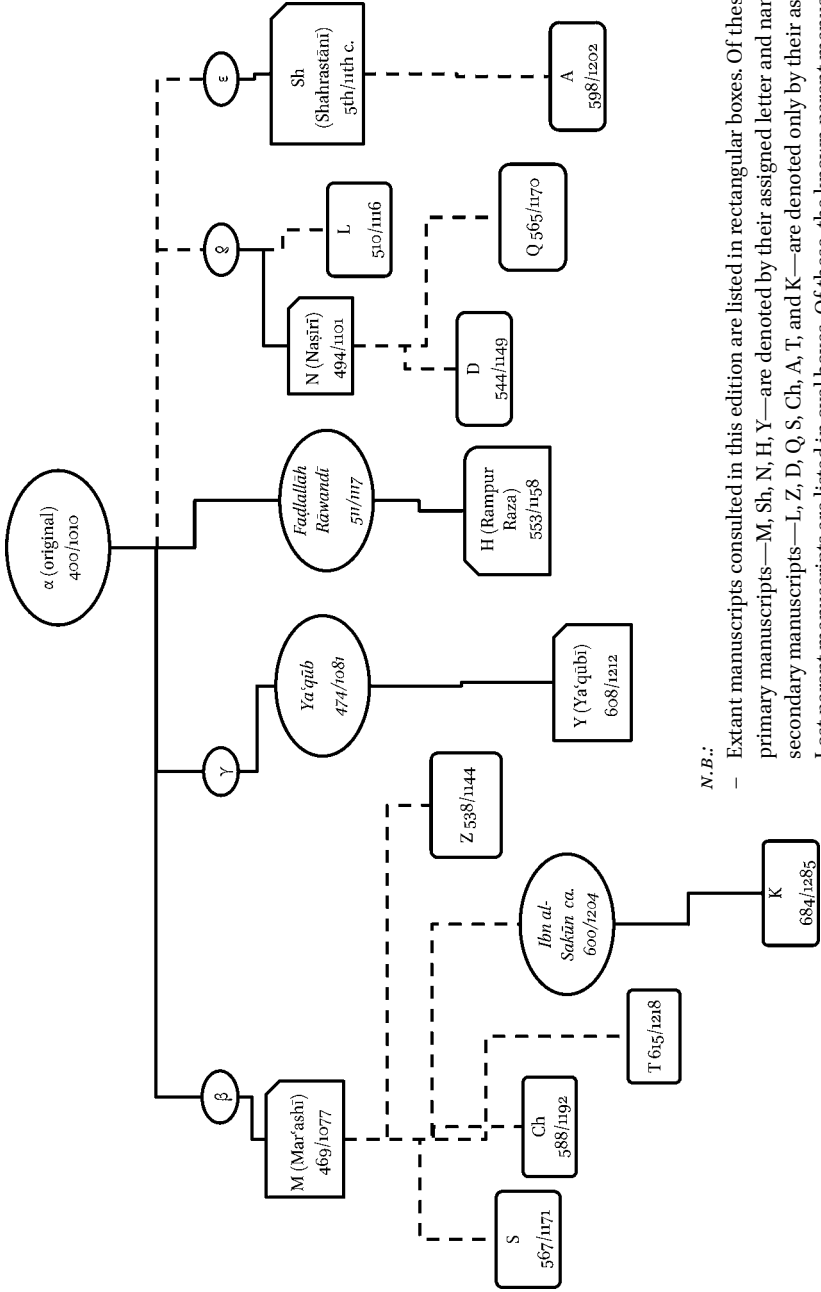 α (original)
400/1010
β
γ
δ
ε
M (Marʿashī)
469/1077
Yaʿqūb
474/1081
Faḍlallāh
Rāwandī
511/1117
N (Naṣīrī)
494/1101
L
510/1116
Sh
(Shahrastānī)
5th/11th c.
Z 538/1144
H (Rampur
Raza)
553/1158
D
544/1149
Q 565/1170
A
598/1202
S
567/1171
Ch
588/1192
Ibn al-
Sakūn ca.
600/1204
Y (Yaʿqūbī)
608/1212
T 615/1218
K
684/1285
N.B.:
– Extant manuscripts consulted in this edition are listed in rectangular boxes. Of thes
primary manuscripts—M, Sh, N, H, Y—are denoted by their assigned letter and nar
secondary manuscripts—L, Z, D, Q, S, Ch, A, T, and K—are denoted only by their as
Lost parent manuscripts are listed in oval boxes. Of these, the known parent manus